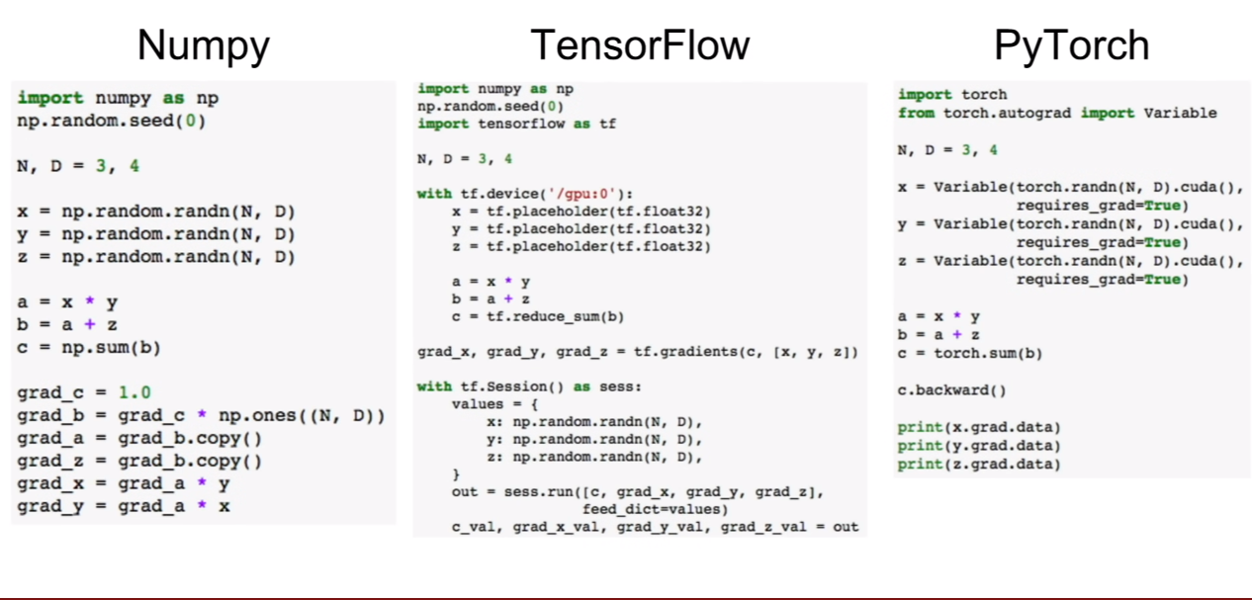 Numpy
import numpy as np
np.random.seed(0)
N, D = 3, 4
x = np.random.randn(N, D)
y = np.random.randn(N, D)
z = np.random.randn(N, D)
a = x * y
b = a + z
c = np.sum(b)
grad_c = 1.0
grad_b = grad_c * np.ones((N, D))
grad_a = grad_b.copy()
grad_z = grad_b.copy()
grad_x = grad_a * y
grad_y = grad_a * x
TensorFlow
import numpy as np
np.random.seed(0)
import tensorflow as tf
N, D = 3, 4
with tf.device('/gpu:0'):
    x = tf.placeholder(tf.float32)
    y = tf.placeholder(tf.float32)
    z = tf.placeholder(tf.float32)
    a = x * y
    b = a + z
    c = tf.reduce_sum(b)
grad_x, grad_y, grad_z = tf.gradients(c, [x, y, z])
with tf.Session() as sess:
    values = {
        x: np.random.randn(N, D),
        y: np.random.randn(N, D),
        z: np.random.randn(N, D),
    }
    out = sess.run([c, grad_x, grad_y, grad_z],
                   feed_dict=values)
    c_val, grad_x_val, grad_y_val, grad_z_val = out
PyTorch
import torch
from torch.autograd import Variable
N, D = 3, 4
x = Variable(torch.randn(N, D).cuda(),
             requires_grad=True)
y = Variable(torch.randn(N, D).cuda(),
             requires_grad=True)
z = Variable(torch.randn(N, D).cuda(),
             requires_grad=True)
a = x * y
b = a + z
c = torch.sum(b)
c.backward()
print(x.grad.data)
print(y.grad.data)
print(z.grad.data)